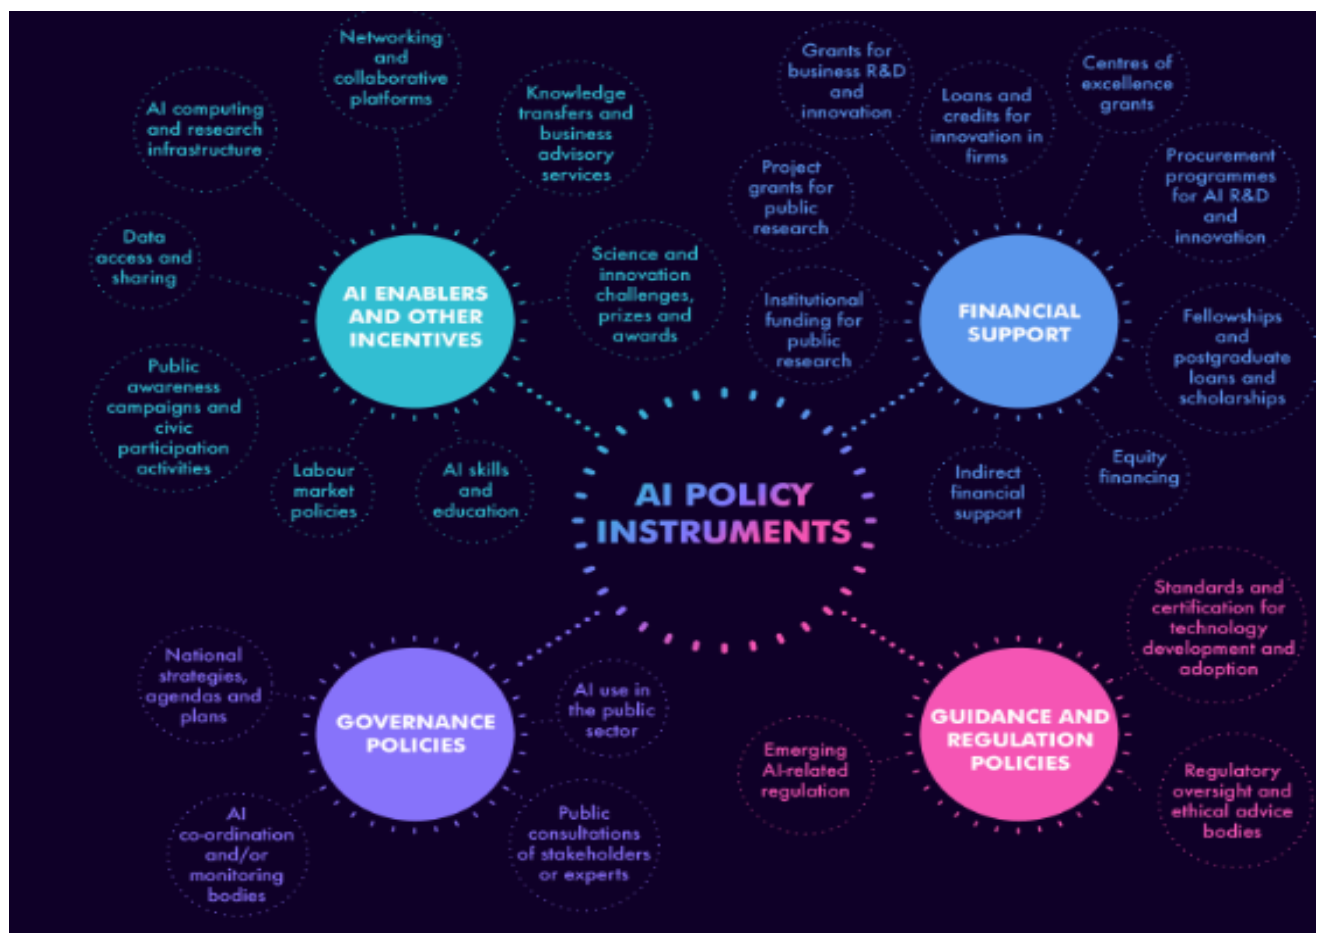 Networking
and
collaborative
platforms
AI computing
and research
infrastructure
Knowledge
transfers and
business
advisory
services
Data
access and
sharing
Science and
innovation
challenges,
prizes and
awards
AI ENABLERS
AND OTHER
INCENTIVES
Public
awareness
campaigns and
civic
participation
activities
Labour
market
policies
AI skills
and
education
Grants for
business R&D
and
innovation
Loans and
credits for
innovation in
firms
Centres of
excellence
grants
Project
grants for
public
research
Procurement
programmes
for AI R&D
and
innovation
Institutional
funding for
public
research
FINANCIAL
SUPPORT
Fellowships
and
postgraduate
loans and
scholarships
Indirect
financial
support
Equity
financing
AI POLICY
INSTRUMENTS
National
strategies,
agendas and
plans
AI use in
the public
sector
GOVERNANCE
POLICIES
AI
co-ordination
and/or
monitoring
bodies
Public
consultations
of stakeholders
or experts
Standards and
certification for
technology
development and
adoption
GUIDANCE AND
REGULATION
POLICIES
Emerging
AI-related
regulation
Regulatory
oversight and
ethical advice
bodies